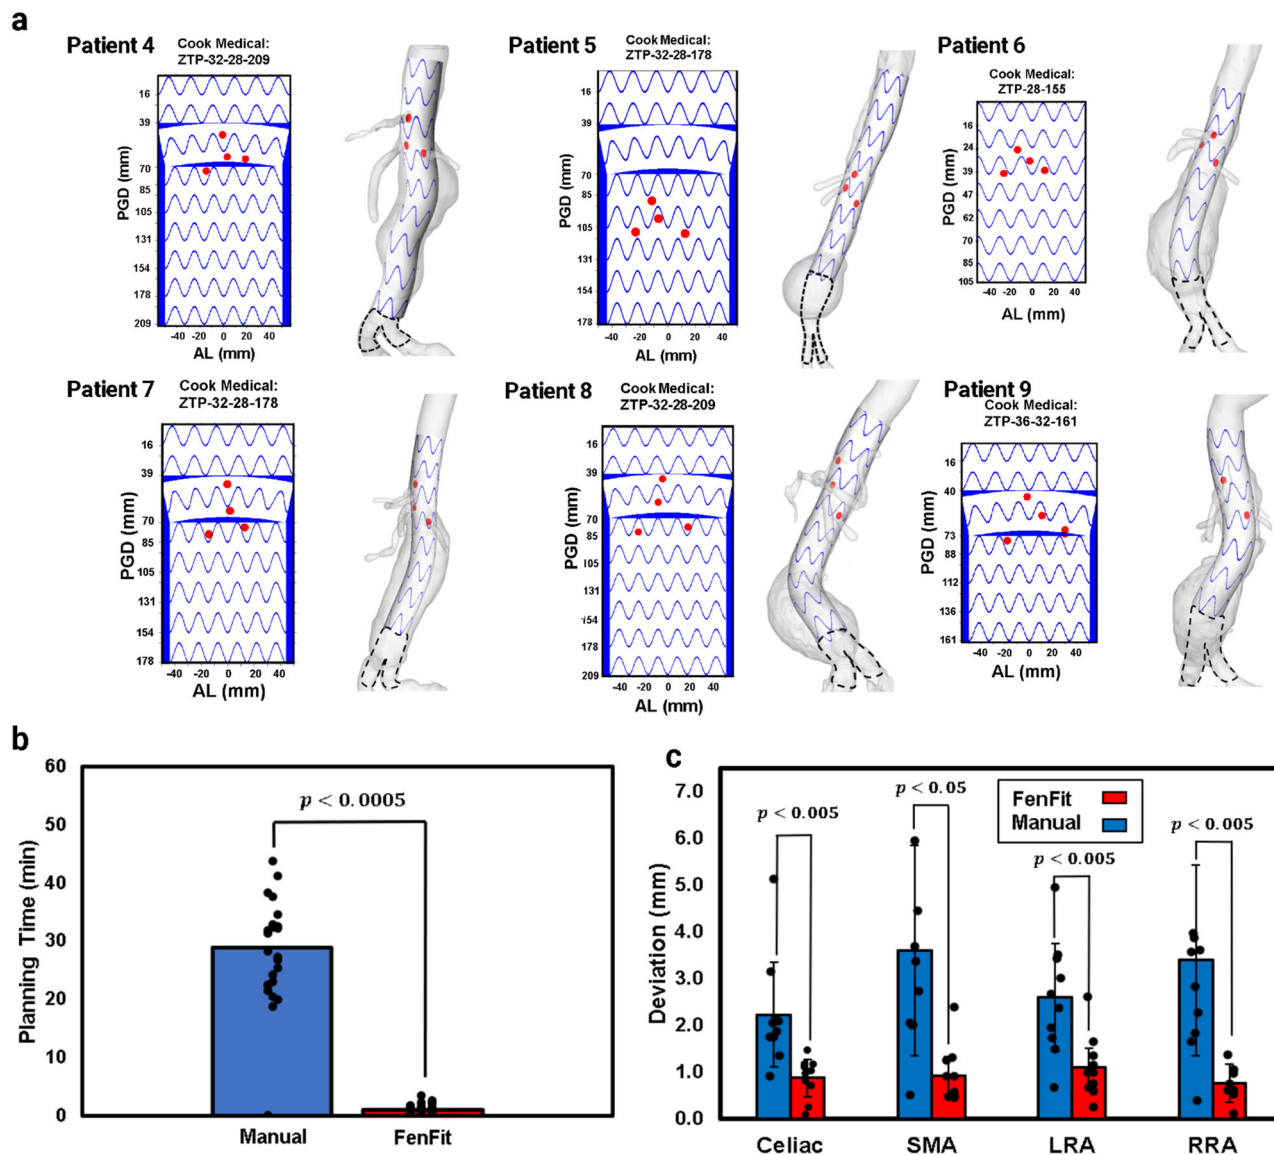 a
Patient 4
Cook Medical:
ZTP-32-28-209
PGD (mm)
16
39
70
85
105
131
154
178
209
-40 -20 0 20 40
AL (mm)
Patient 5
Cook Medical:
ZTP-32-28-178
PGD (mm)
16
39
70
85
105
131
154
178
-40 -20 0 20 40
AL (mm)
Patient 6
Cook Medical:
ZTP-28-155
PGD (mm)
16
24
39
47
62
70
85
105
-40 -20 0 20 40
AL (mm)
Patient 7
Cook Medical:
ZTP-32-28-178
PGD (mm)
16
39
70
85
105
131
154
178
-40 -20 0 20 40
AL (mm)
Patient 8
Cook Medical:
ZTP-32-28-209
PGD (mm)
16
39
70
85
105
131
154
178
209
-40 -20 0 20 40
AL (mm)
Patient 9
Cook Medical:
ZTP-36-32-161
PGD (mm)
16
40
73
88
112
136
161
-40 -20 0 20 40
AL (mm)
b
Planning Time (min)
60
50
40
30
20
10
0
p < 0.0005
Manual FenFit
c
Deviation (mm)
7.0
6.0
5.0
4.0
3.0
2.0
1.0
0.0
p < 0.005
p < 0.05
p < 0.005
p < 0.005
FenFit
Manual
Celiac SMA LRA RRA